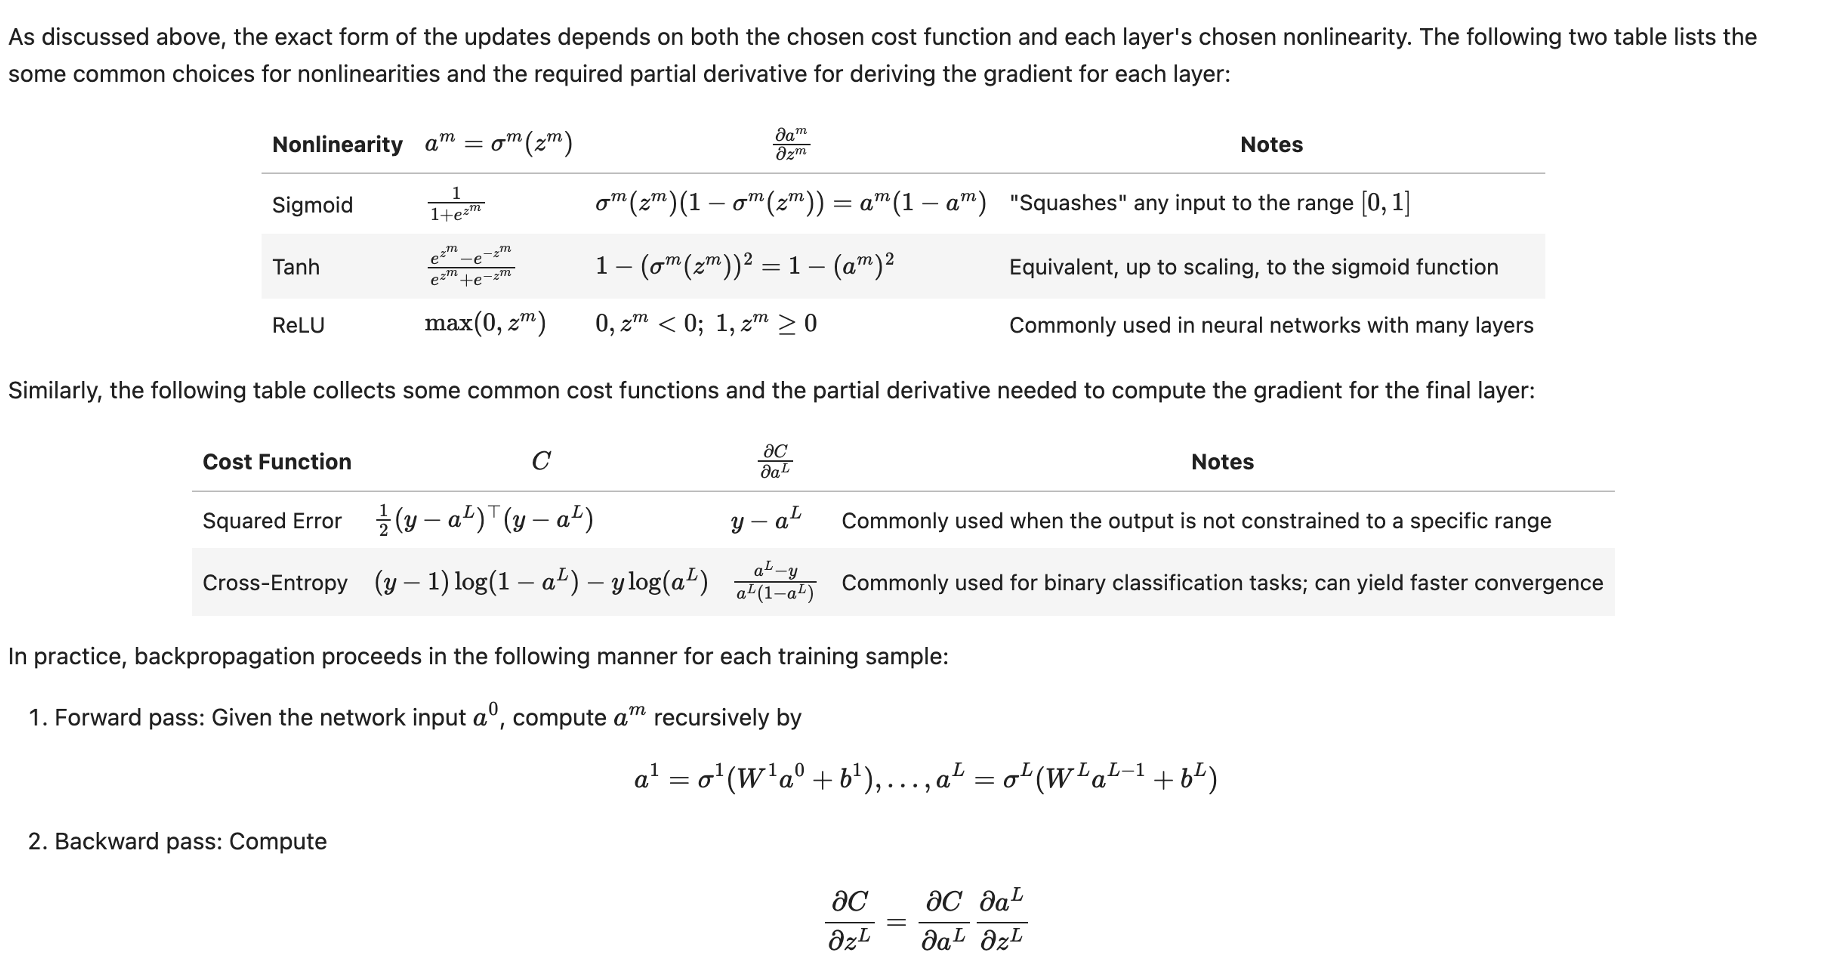 As discussed above, the exact form of the updates depends on both the chosen cost function and each layer's chosen nonlinearity. The following two table lists the
some common choices for nonlinearities and the required partial derivative for deriving the gradient for each layer:
Nonlinearity $a^m = \sigma^m(z^m)$ $\frac{\partial a^m}{\partial z^m}$ Notes
Sigmoid $\frac{1}{1+e^{z^m}}$ $\sigma^m(z^m)(1 - \sigma^m(z^m)) = a^m(1 - a^m)$ "Squashes" any input to the range $[0, 1]$
Tanh $\frac{e^{z^m}-e^{-z^m}}{e^{z^m}+e^{-z^m}}$ $1 - (\sigma^m(z^m))^2 = 1 - (a^m)^2$ Equivalent, up to scaling, to the sigmoid function
ReLU $\max(0, z^m)$ $0, z^m < 0;\ 1, z^m \geq 0$ Commonly used in neural networks with many layers
Similarly, the following table collects some common cost functions and the partial derivative needed to compute the gradient for the final layer:
Cost Function $C$ $\frac{\partial C}{\partial a^L}$ Notes
Squared Error $\frac{1}{2}(y - a^L)^\top(y - a^L)$ $y - a^L$ Commonly used when the output is not constrained to a specific range
Cross-Entropy $(y - 1)\log(1 - a^L) - y\log(a^L)$ $\frac{a^L-y}{a^L(1-a^L)}$ Commonly used for binary classification tasks; can yield faster convergence
In practice, backpropagation proceeds in the following manner for each training sample:
1. Forward pass: Given the network input $a^0$, compute $a^m$ recursively by
$a^1 = \sigma^1(W^1a^0 + b^1), \ldots, a^L = \sigma^L(W^La^{L-1} + b^L)$
2. Backward pass: Compute
$\frac{\partial C}{\partial z^L} = \frac{\partial C}{\partial a^L}\frac{\partial a^L}{\partial z^L}$